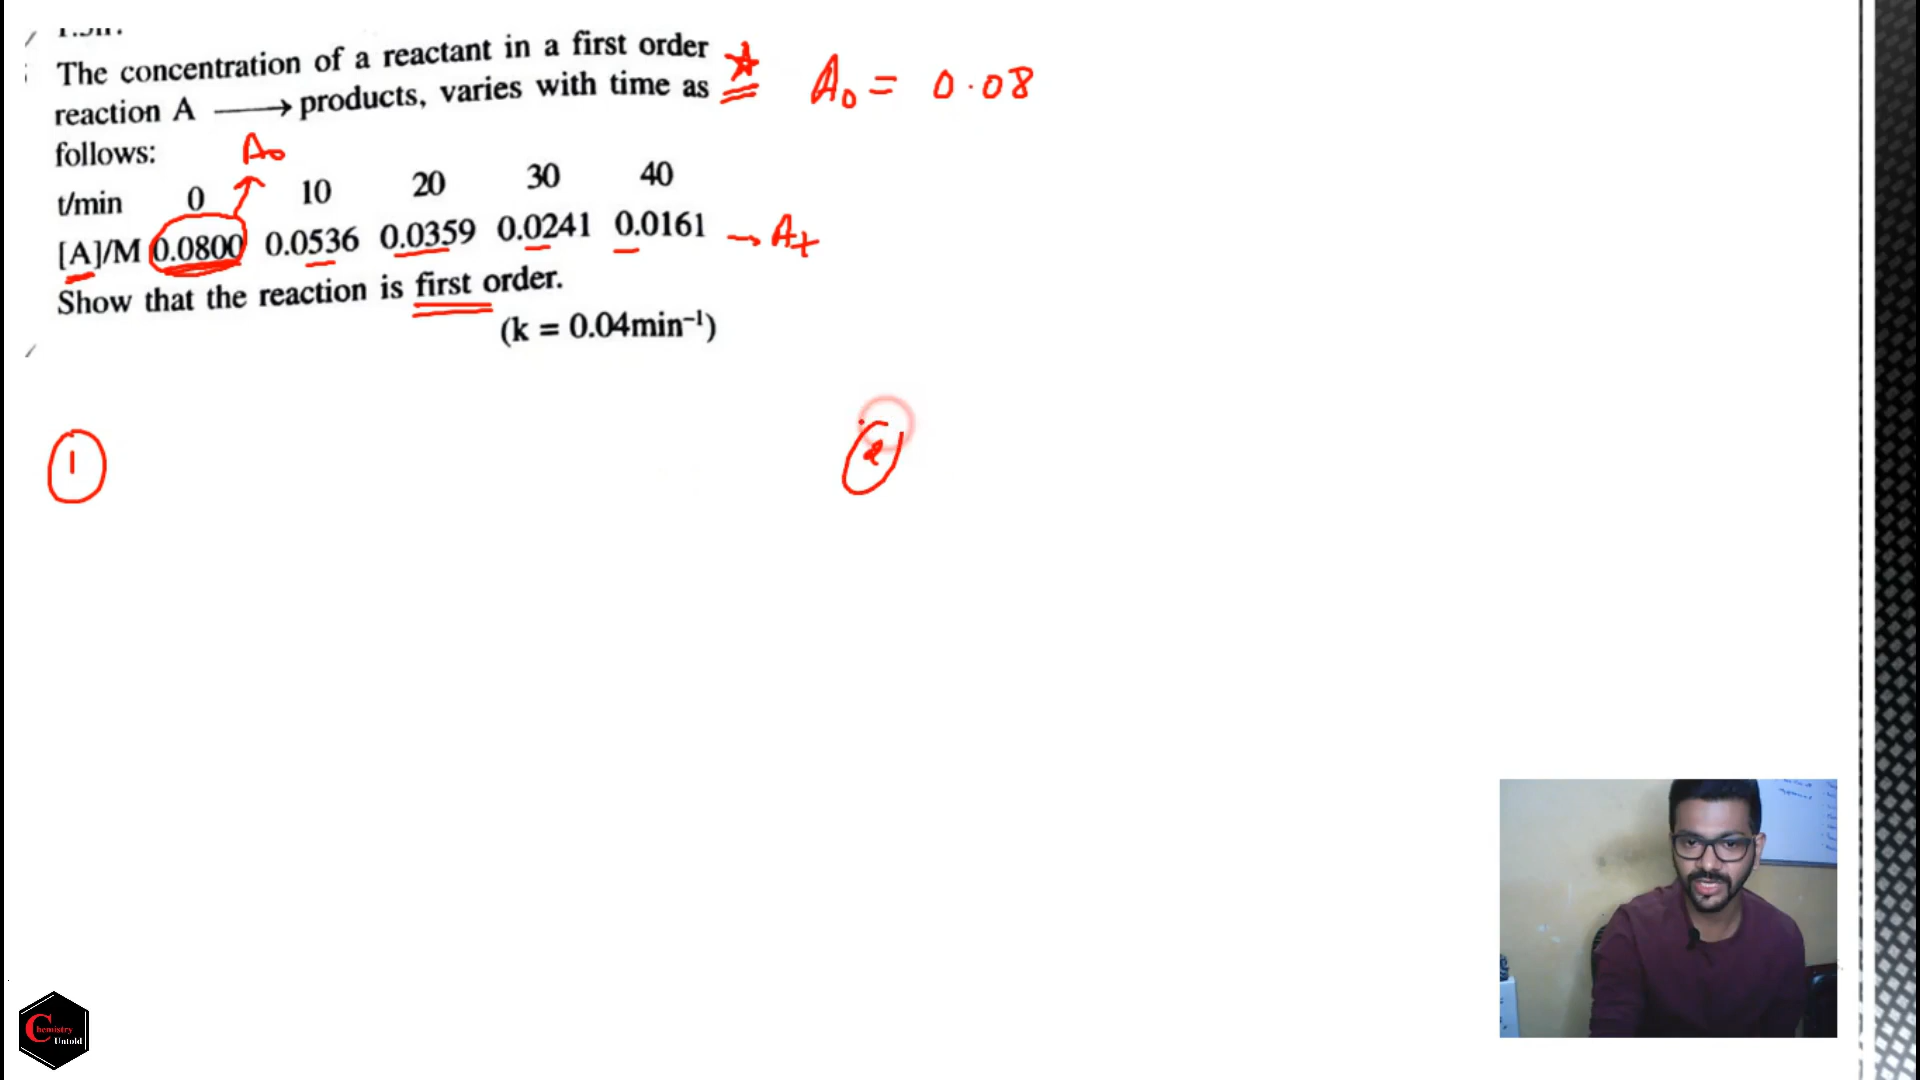 The concentration of a reactant in a first order
reaction A ⟶ products, varies with time as
follows:
t/min 0 10 20 30 40
[A]/M 0.0800 0.0536 0.0359 0.0241 0.0161
Show that the reaction is first order.
(k = 0.04min⁻¹)
A₀ = 0.08
A₀
→ Aₜ
1
2
Chemistry
Untold